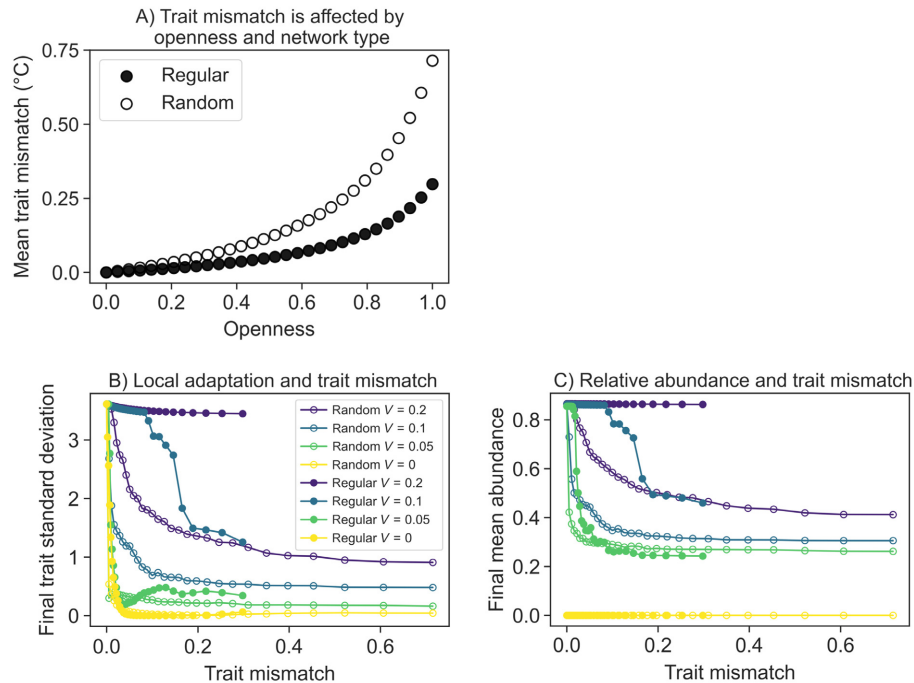 A) Trait mismatch is affected by
openness and network type
Mean trait mismatch (°C)
0.75
0.50
0.25
0.0
Regular
Random
0.0 0.2 0.4 0.6 0.8 1.0
Openness
B) Local adaptation and trait mismatch
Final trait standard deviation
3
2
1
0
Random V = 0.2
Random V = 0.1
Random V = 0.05
Random V = 0
Regular V = 0.2
Regular V = 0.1
Regular V = 0.05
Regular V = 0
0.0 0.2 0.4 0.6
Trait mismatch
C) Relative abundance and trait mismatch
Final mean abundance
0.8
0.6
0.4
0.2
0.0
0.0 0.2 0.4 0.6
Trait mismatch